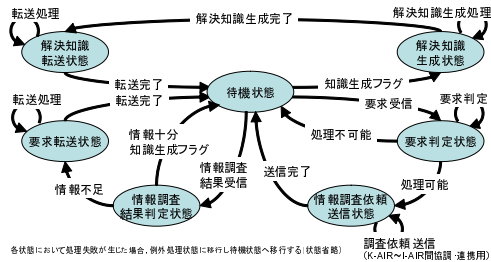 転送処理
解決知識生成完了
解決知識生成処理
解決知識
転送状態
解決知識
生成状態
転送完了
待機状態
知識生成フラグ
転送処理
転送完了
要求受信
要求判定
要求転送状態
情報十分
知識生成フラグ
処理不可能
要求判定状態
情報調査
結果受信
送信完了
情報不足
処理可能
情報調査
結果判定状態
情報調査依頼
送信状態
調査依頼 送信
(K-AIR～I-AIR間協調・連携用)
各状態において処理失敗が生じた場合，例外処理状態に移行し待機状態へ移行する(状態省略)